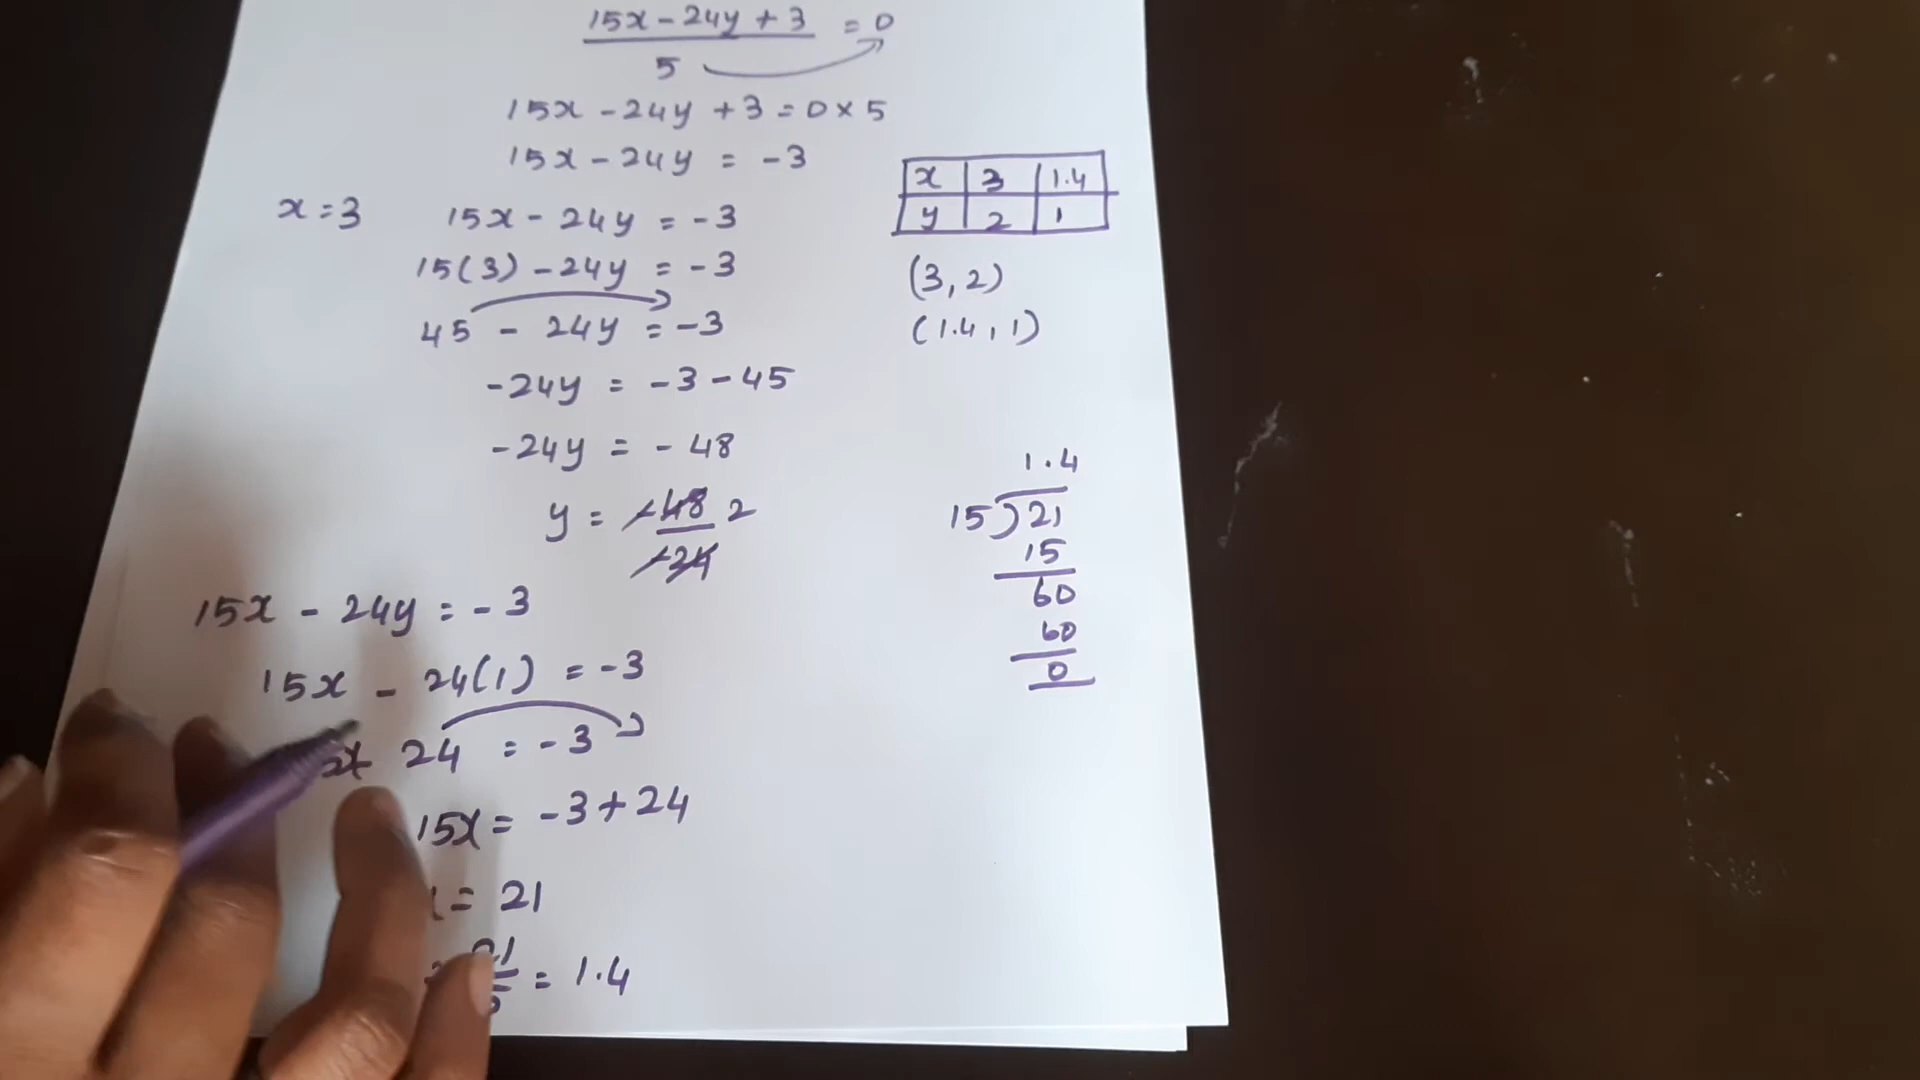 15x - 24y + 3 = 0
5
15x - 24y + 3 = 0 × 5
15x - 24y = -3
x = 3
15x - 24y = -3
15(3) - 24y = -3
45 - 24y = -3
-24y = -3 - 45
-24y = - 48
y = -48 2
-24
15x - 24y = - 3
15x - 24(1) = -3
24 = - 3
15x = -3 + 24
= 21
= 1.4
x 3 1.4
y 2 1
(3, 2)
(1.4, 1)
1.4
15)21
15
60
60
0